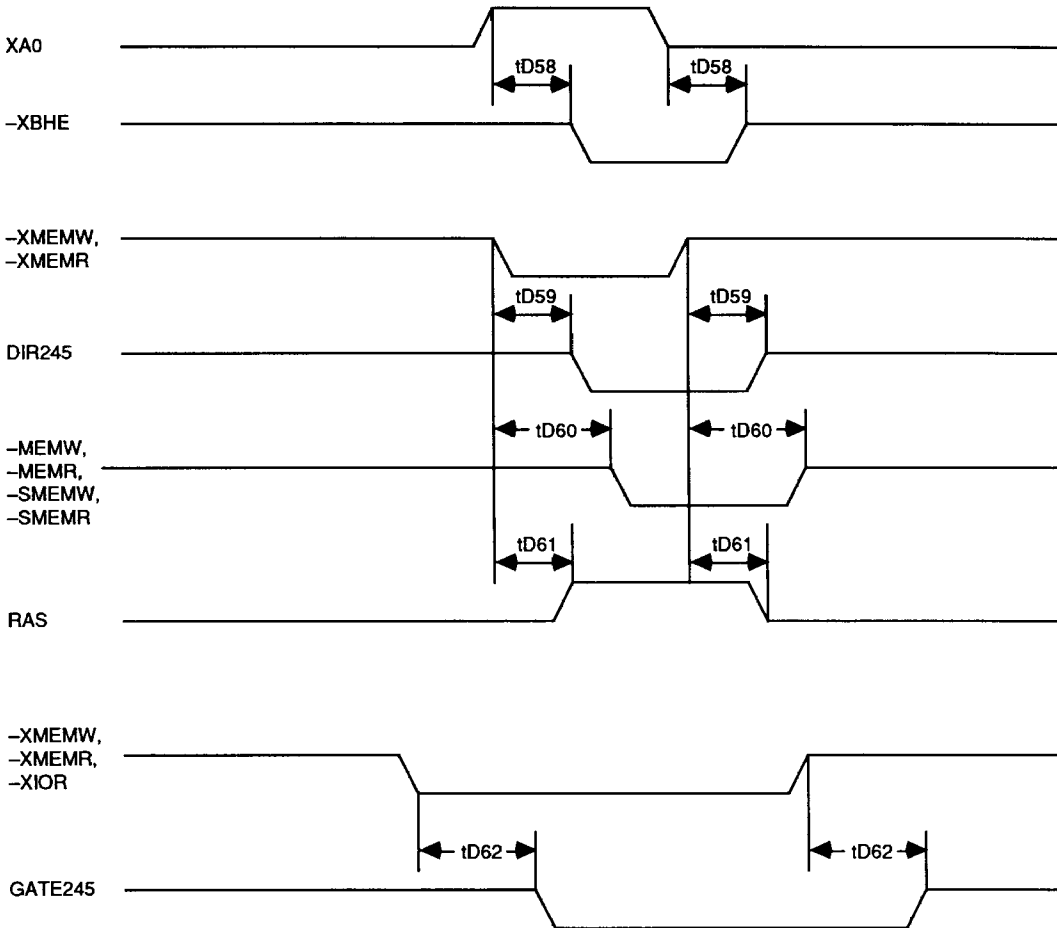 XA0
tD58
tD58
–XBHE
–XMEMW,
–XMEMR
tD59
tD59
DIR245
tD60
tD60
–MEMW,
–MEMR,
–SMEMW,
–SMEMR
tD61
tD61
RAS
–XMEMW,
–XMEMR,
–XIOR
tD62
tD62
GATE245